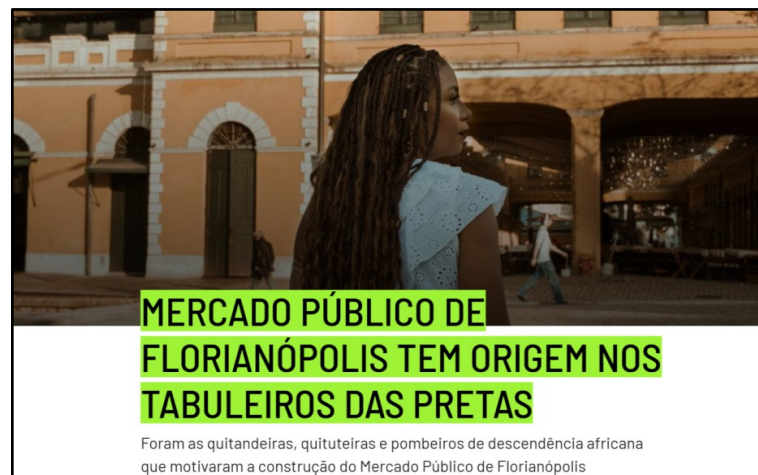 MERCADO PÚBLICO DE
FLORIANÓPOLIS TEM ORIGEM NOS
TABULEIROS DAS PRETAS
Foram as quitandeiras, quituteiras e pombeiros de descendência africana
que motivaram a construção do Mercado Público de Florianópolis